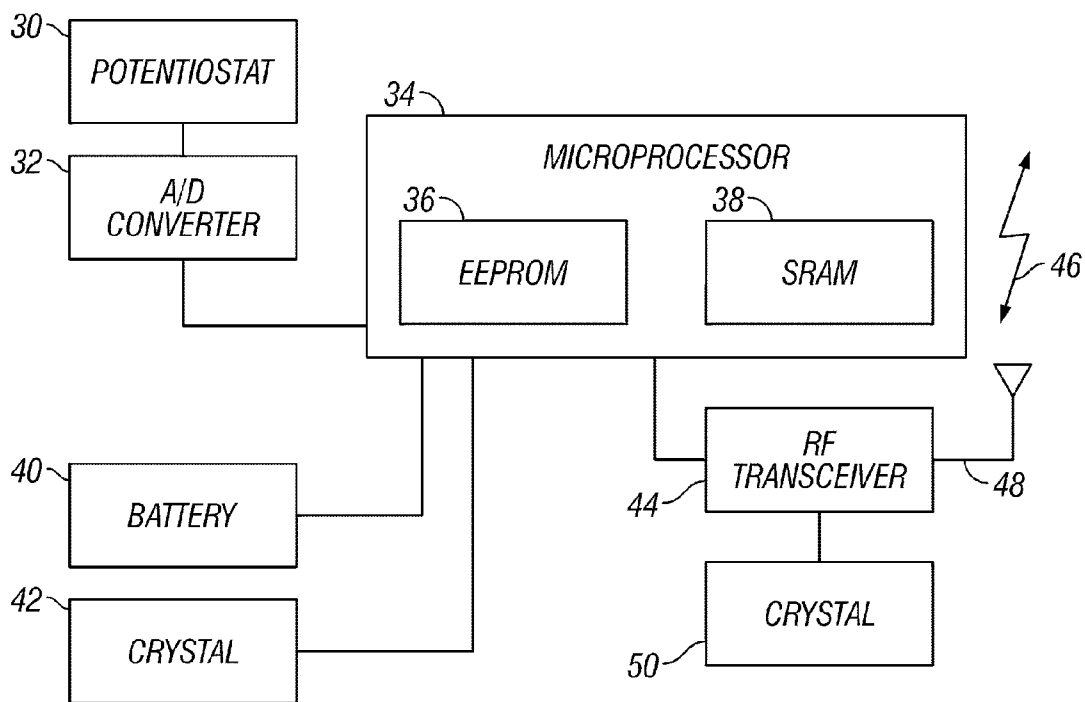 30
POTENTIOSTAT
32
A/D
CONVERTER
34
MICROPROCESSOR
36
EEPROM
38
SRAM
46
40
BATTERY
42
CRYSTAL
RF
TRANSCEIVER
44
48
CRYSTAL
50